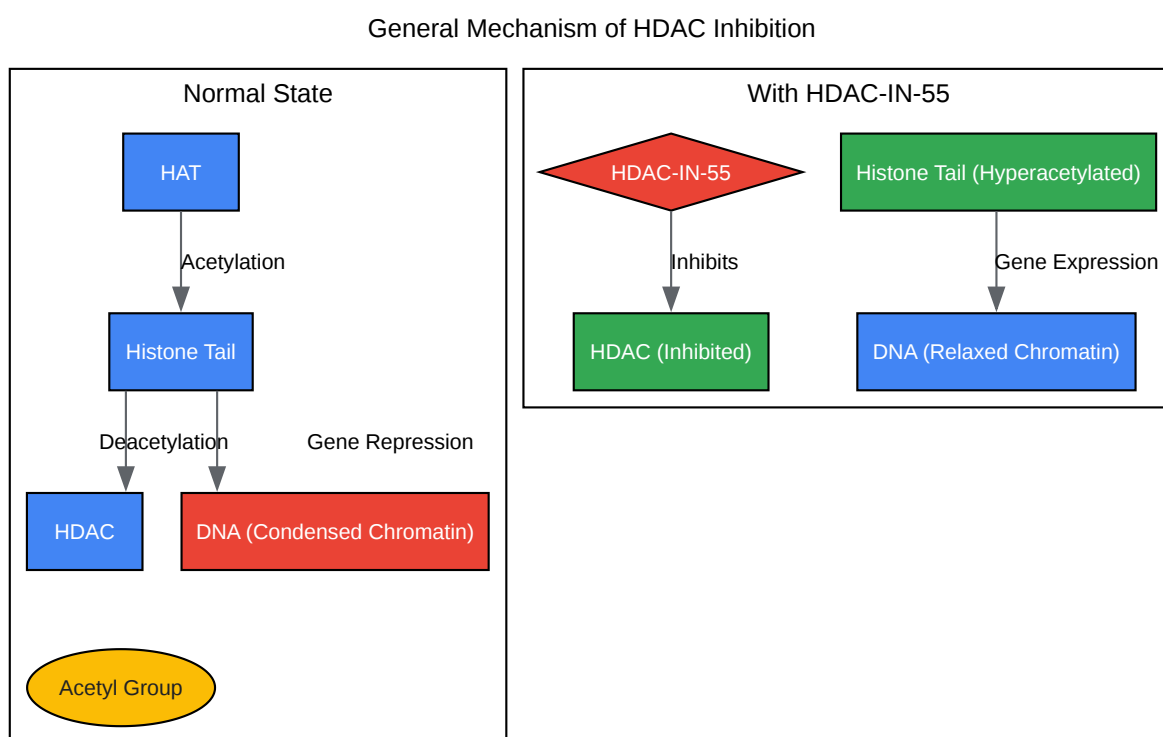 General Mechanism of HDAC Inhibition
Normal State
HAT
Acetylation
Histone Tail
Deacetylation
Gene Repression
HDAC
DNA (Condensed Chromatin)
Acetyl Group
With HDAC-IN-55
HDAC-IN-55
Histone Tail (Hyperacetylated)
Inhibits
Gene Expression
HDAC (Inhibited)
DNA (Relaxed Chromatin)